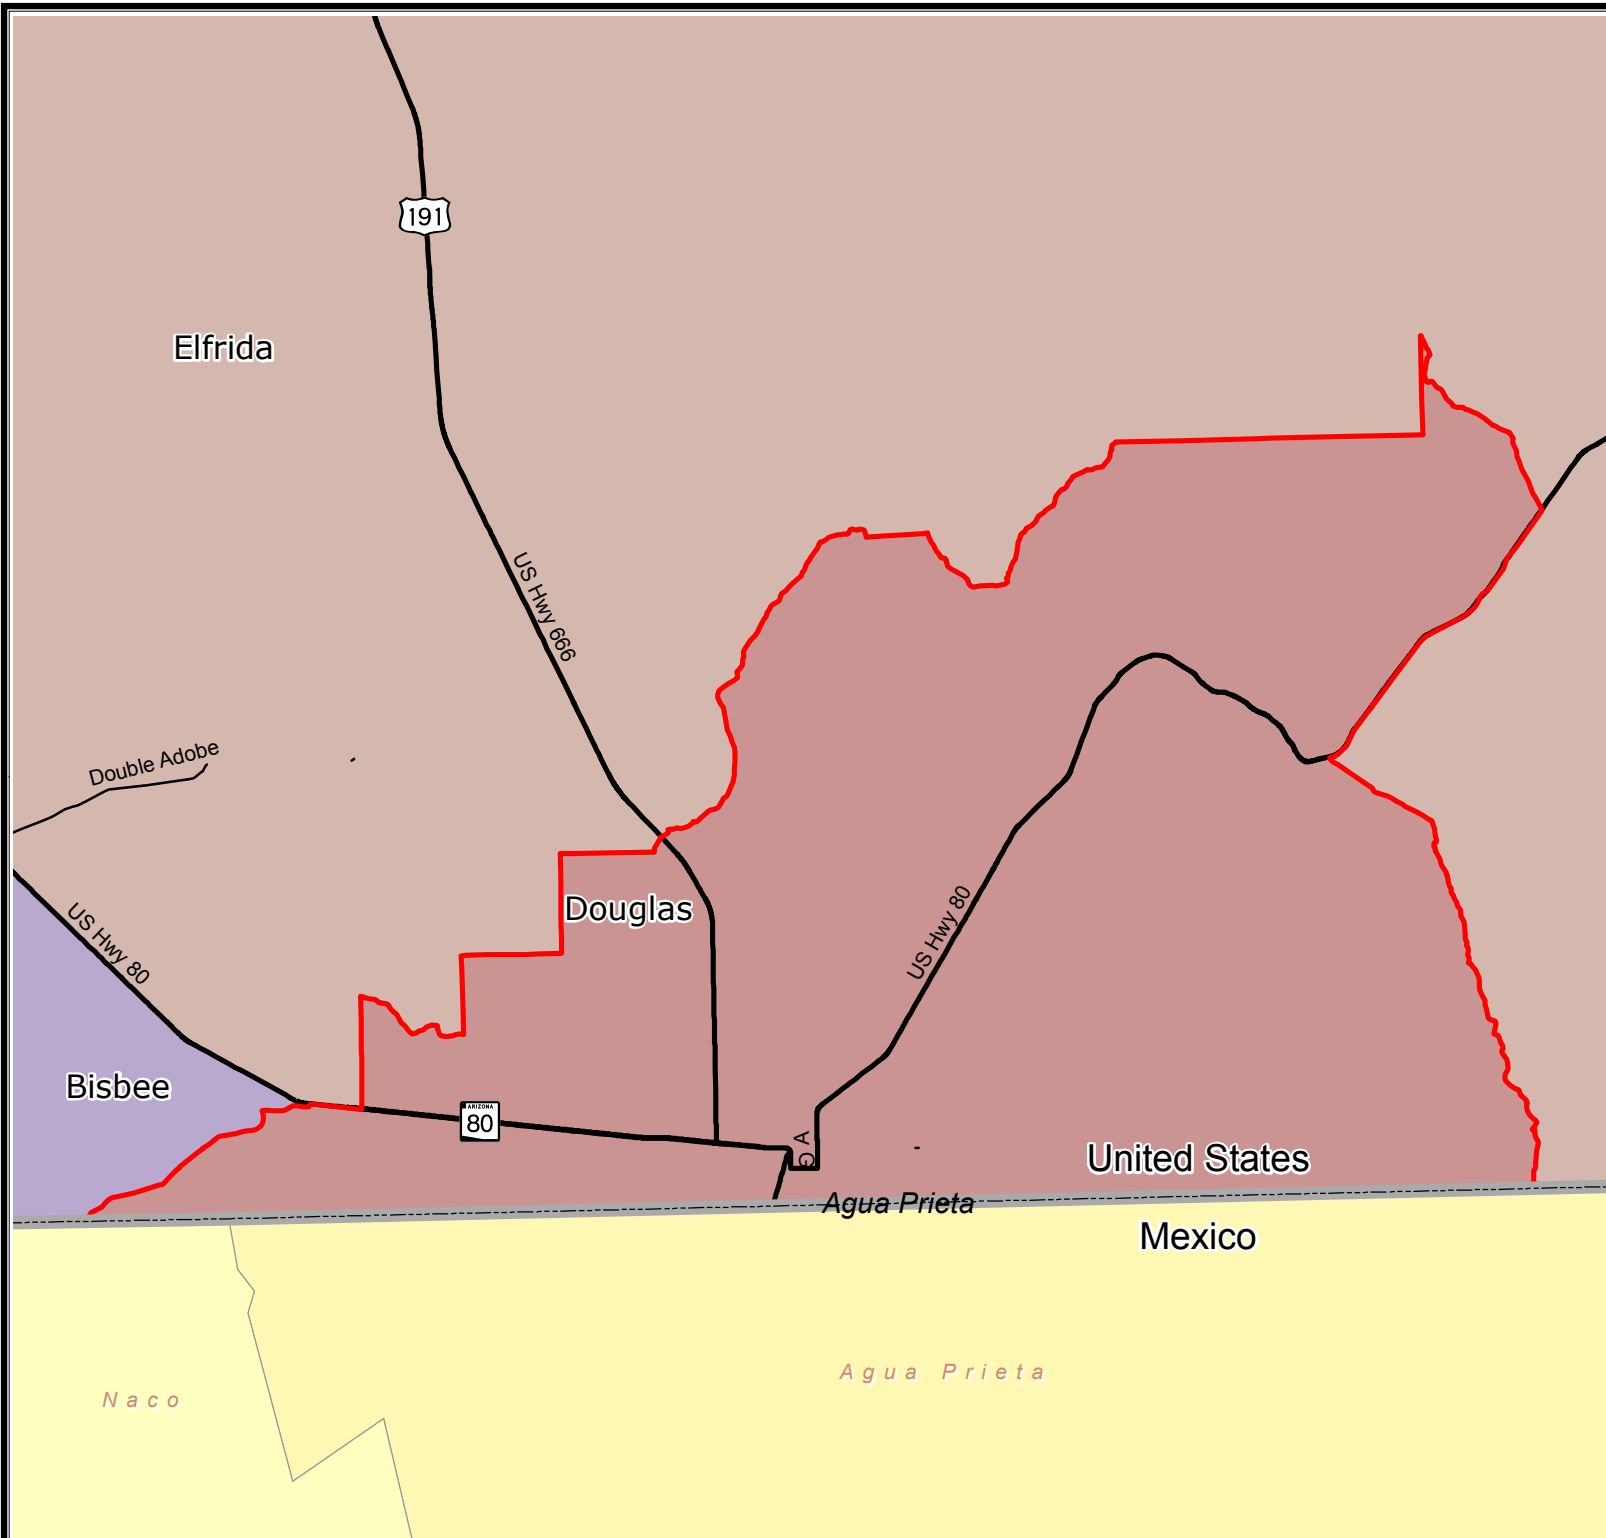 191
Elfrida
US Hwy 666
Double Adobe
US Hwy 80
Douglas
US Hwy 80
Bisbee
ARIZONA
80
A
G
United States
Agua Prieta
Mexico
Agua Prieta
Naco